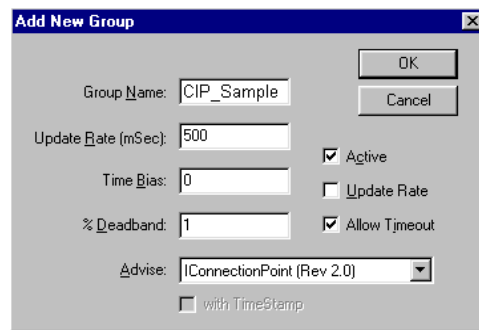 Add New Group
Group Name: CIP_Sample
OK
Cancel
Update Rate (mSec): 500
Active
Time Bias: 0
Update Rate
% Deadband: 1
Allow Timeout
Advise: IConnectionPoint (Rev 2.0)
with TimeStamp